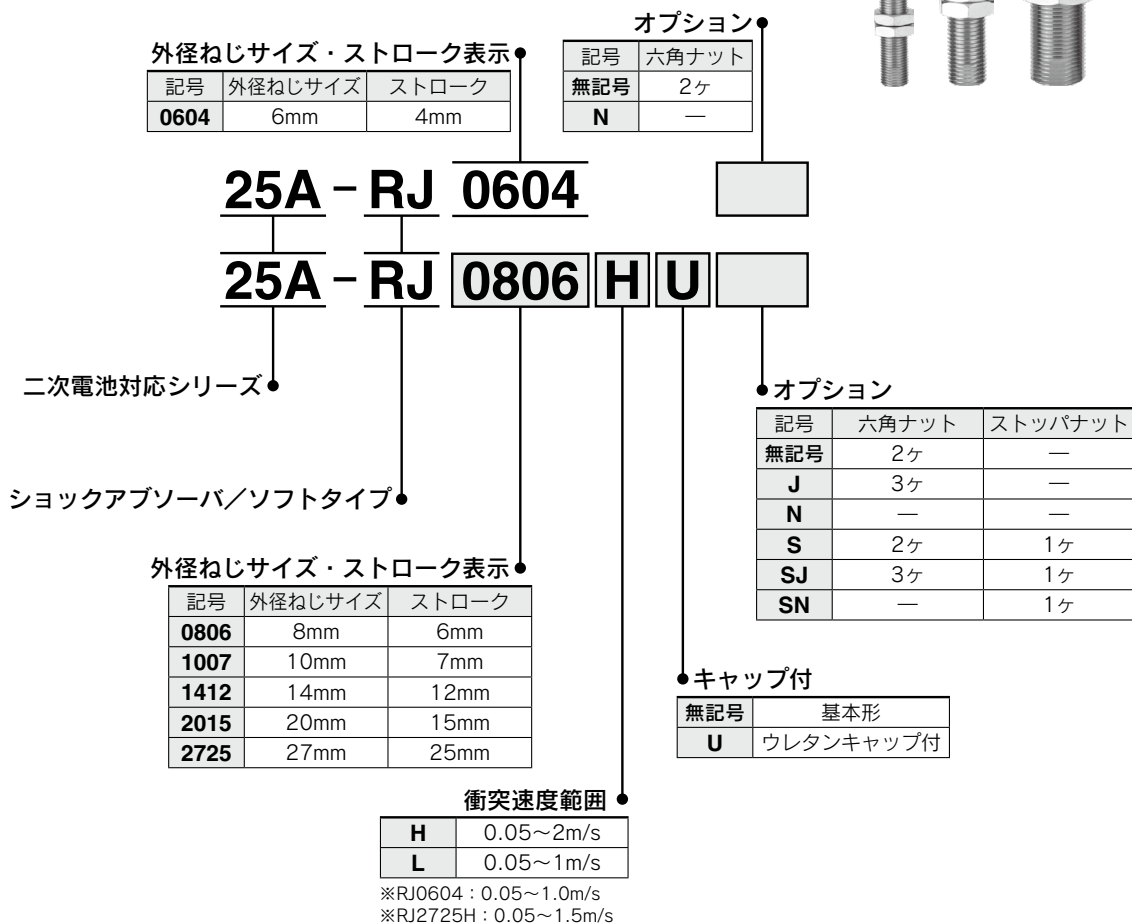 オプション
記号 六角ナット
無記号 2ケ
N —
外径ねじサイズ・ストローク表示
記号 外径ねじサイズ ストローク
0604 6mm 4mm
25A－RJ 0604
25A－RJ 0806 H U
二次電池対応シリーズ
ショックアブソーバ／ソフトタイプ
外径ねじサイズ・ストローク表示
記号 外径ねじサイズ ストローク
0806 8mm 6mm
1007 10mm 7mm
1412 14mm 12mm
2015 20mm 15mm
2725 27mm 25mm
衝突速度範囲
H 0.05～2m/s
L 0.05～1m/s
※RJ0604：0.05～1.0m/s
※RJ2725H：0.05～1.5m/s
キャップ付
無記号 基本形
U ウレタンキャップ付
オプション
記号 六角ナット ストッパナット
無記号 2ケ —
J 3ケ —
N — —
S 2ケ 1ケ
SJ 3ケ 1ケ
SN — 1ケ